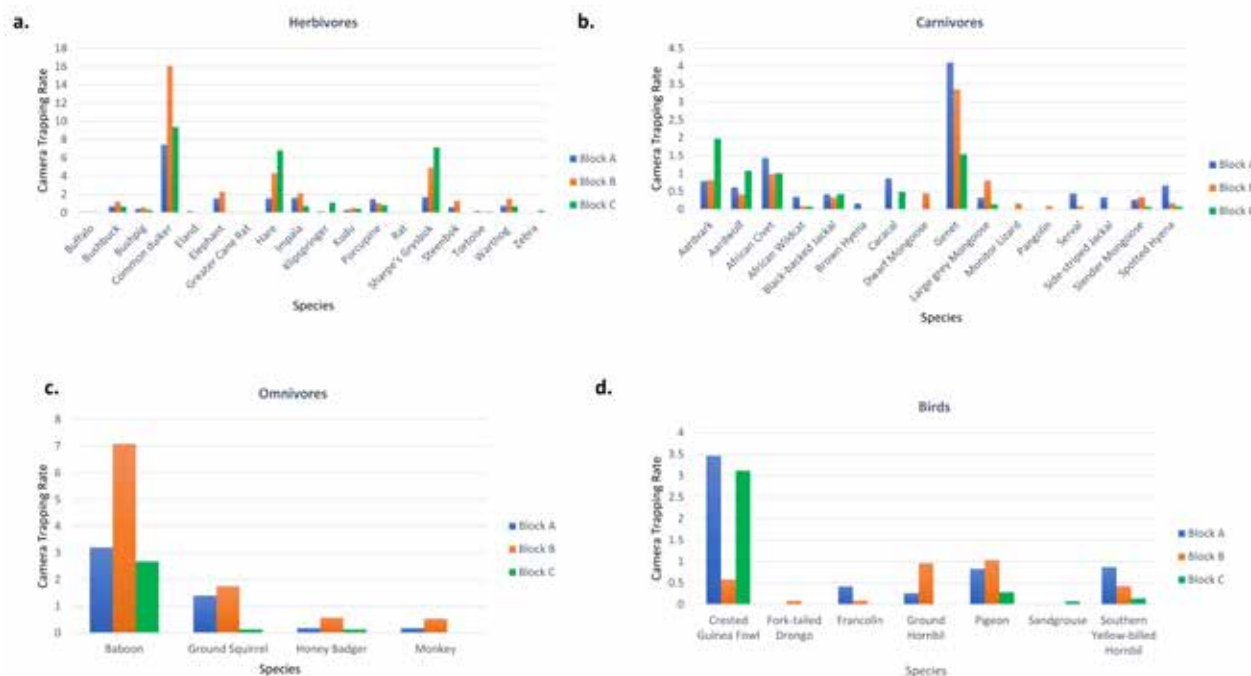 a.
Herbivores
Camera Trapping Rate
18
16
14
12
10
8
6
4
2
0
Buffalo
Bushbuck
Bushpig
Common duiker
Eland
Elephant
Greater Cane Rat
Hare
Impala
Klipspringer
Kudu
Porcupine
Rat
Sharpe's Grysbok
Steenbok
Tortoise
Warthog
Zebra
Species
Block A
Block B
Block C
b.
Carnivores
Camera Trapping Rate
4.5
4
3.5
3
2.5
2
1.5
1
0.5
0
Aardvark
Aardwolf
African Civet
African Wildcat
Black-backed Jackal
Brown Hyena
Caracal
Dwarf Mongoose
Genet
Large grey Mongoose
Monitor Lizard
Pangolin
Serval
Side-striped Jackal
Slender Mongoose
Spotted Hyena
Species
Block A
Block B
Block C
c.
Omnivores
Camera Trapping Rate
8
7
6
5
4
3
2
1
0
Baboon
Ground Squirrel
Honey Badger
Monkey
Species
Block A
Block B
Block C
d.
Birds
Camera Trapping Rate
4
3.5
3
2.5
2
1.5
1
0.5
0
Crested
Guinea Fowl
Fork-tailed
Drongo
Francolin
Ground
Hornbil
Pigeon
Sandgrouse
Southern
Yellow-billed
Hornbil
Species
Block A
Block B
Block C